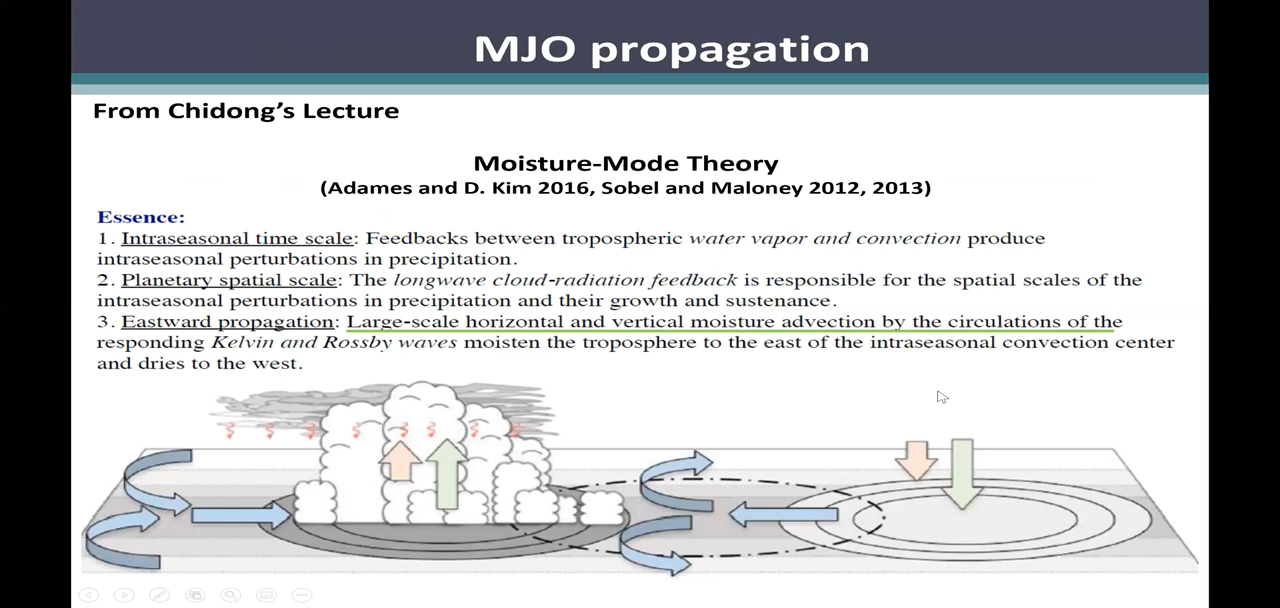 MJO propagation
From Chidong's Lecture
Moisture-Mode Theory
(Adames and D. Kim 2016, Sobel and Maloney 2012, 2013)
Essence:
1. Intraseasonal time scale: Feedbacks between tropospheric water vapor and convection produce
intraseasonal perturbations in precipitation.
2. Planetary spatial scale: The longwave cloud-radiation feedback is responsible for the spatial scales of the
intraseasonal perturbations in precipitation and their growth and sustenance.
3. Eastward propagation: Large-scale horizontal and vertical moisture advection by the circulations of the
responding Kelvin and Rossby waves moisten the troposphere to the east of the intraseasonal convection center
and dries to the west.